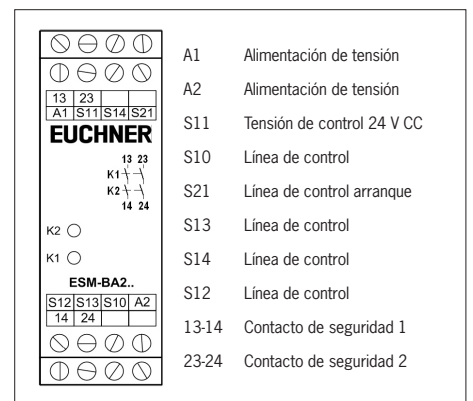 13 23
A1 S11 S14 S21
EUCHNER
13 23
K1
K2
14 24
K2
K1
ESM-BA2..
S12 S13 S10 A2
14 24
A1 Alimentación de tensión
A2 Alimentación de tensión
S11 Tensión de control 24 V CC
S10 Línea de control
S21 Línea de control arranque
S13 Línea de control
S14 Línea de control
S12 Línea de control
13-14 Contacto de seguridad 1
23-24 Contacto de seguridad 2